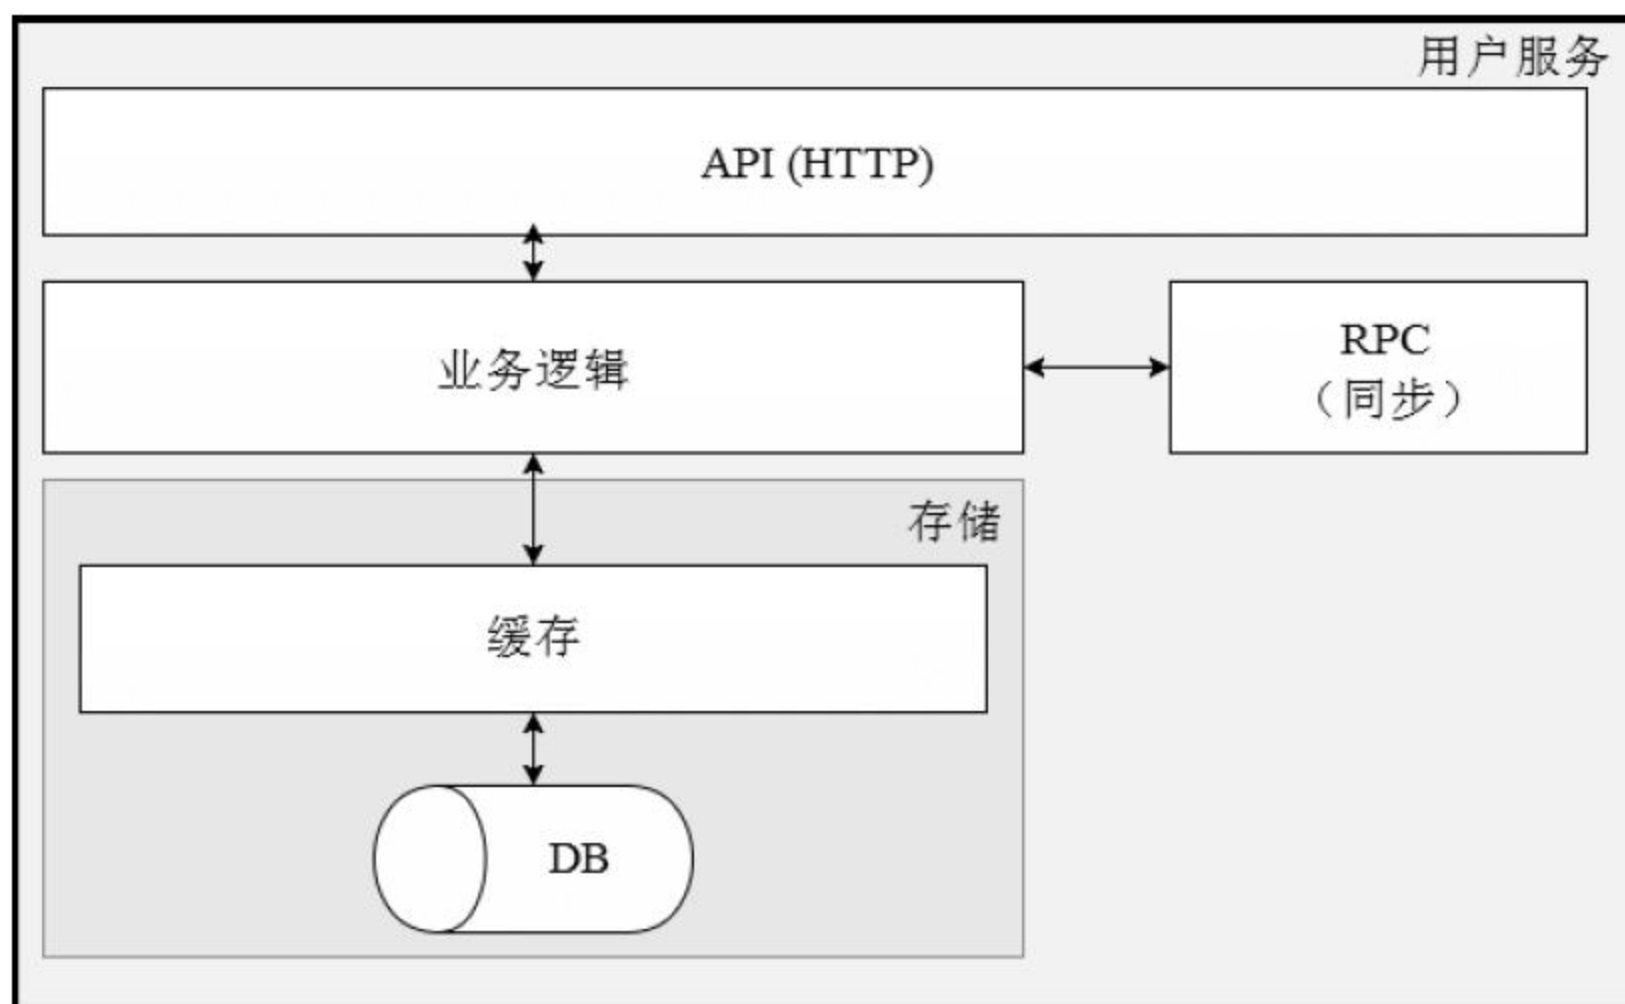 用户服务
API (HTTP)
业务逻辑
RPC
（同步）
存储
缓存
DB